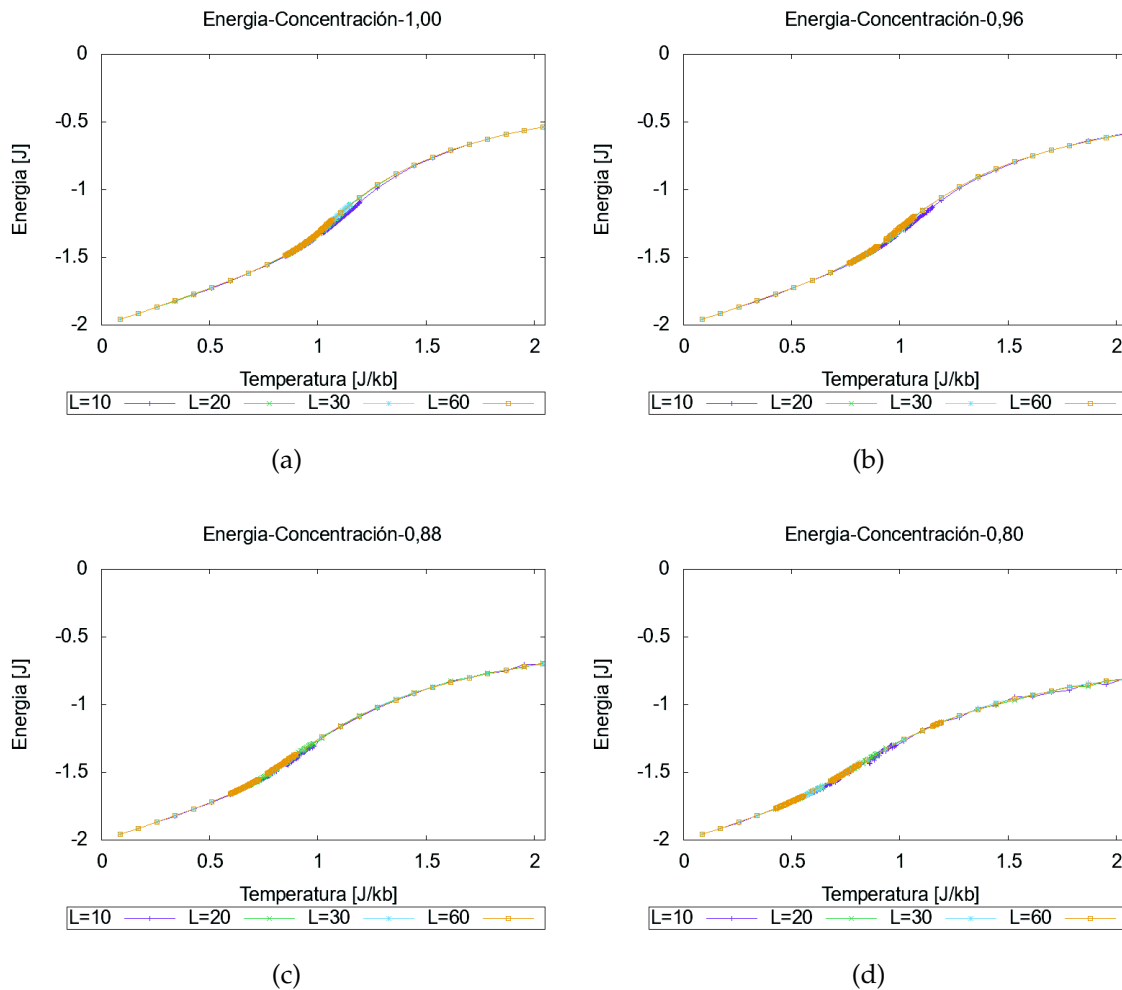 Energia-Concentración-1,00
0
-0.5
-1
-1.5
-2
Energia [J]
0 0.5 1 1.5 2
Temperatura [J/kb]
L=10 L=20 L=30 L=60
(a)
Energia-Concentración-0,96
0
-0.5
-1
-1.5
-2
Energia [J]
0 0.5 1 1.5 2
Temperatura [J/kb]
L=10 L=20 L=30 L=60
(b)
Energia-Concentración-0,88
0
-0.5
-1
-1.5
-2
Energia [J]
0 0.5 1 1.5 2
Temperatura [J/kb]
L=10 L=20 L=30 L=60
(c)
Energia-Concentración-0,80
0
-0.5
-1
-1.5
-2
Energia [J]
0 0.5 1 1.5 2
Temperatura [J/kb]
L=10 L=20 L=30 L=60
(d)